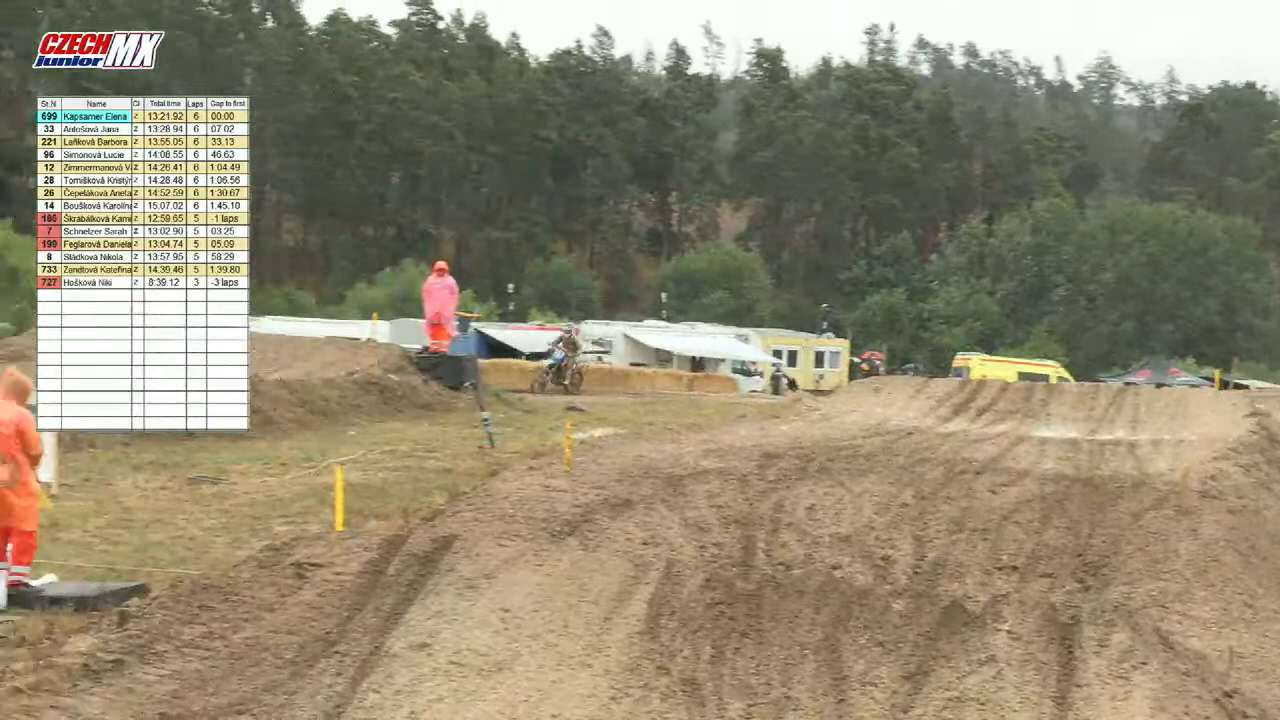 CZECH MX
junior
St.N Name Cl Total time Laps Gap to first
699 Kapsamer Elena z 13:21.92 6 00.00
33 Antošová Jana z 13:28.94 6 07.02
221 Laňková Barbora z 13:55.05 6 33.13
96 Simonová Lucie z 14:08.55 6 46.63
12 Zimmermanová V z 14:26.41 6 1:04.49
28 Tomišková Kristýn z 14:28.48 6 1:06.56
26 Čepeláková Aneta z 14:52.59 6 1:30.67
14 Boušková Karolína z 15:07.02 6 1:45.10
186 Škrabálková Kami z 12:59.65 5 -1 laps
7 Schnelzer Sarah z 13:02.90 5 03.25
199 Feglarová Daniela z 13:04.74 5 05.09
8 Sládková Nikola z 13:57.95 5 58.29
733 Zandtová Kateřina z 14:39.46 5 1:39.80
727 Hošková Niki z 8:39.12 3 -3 laps